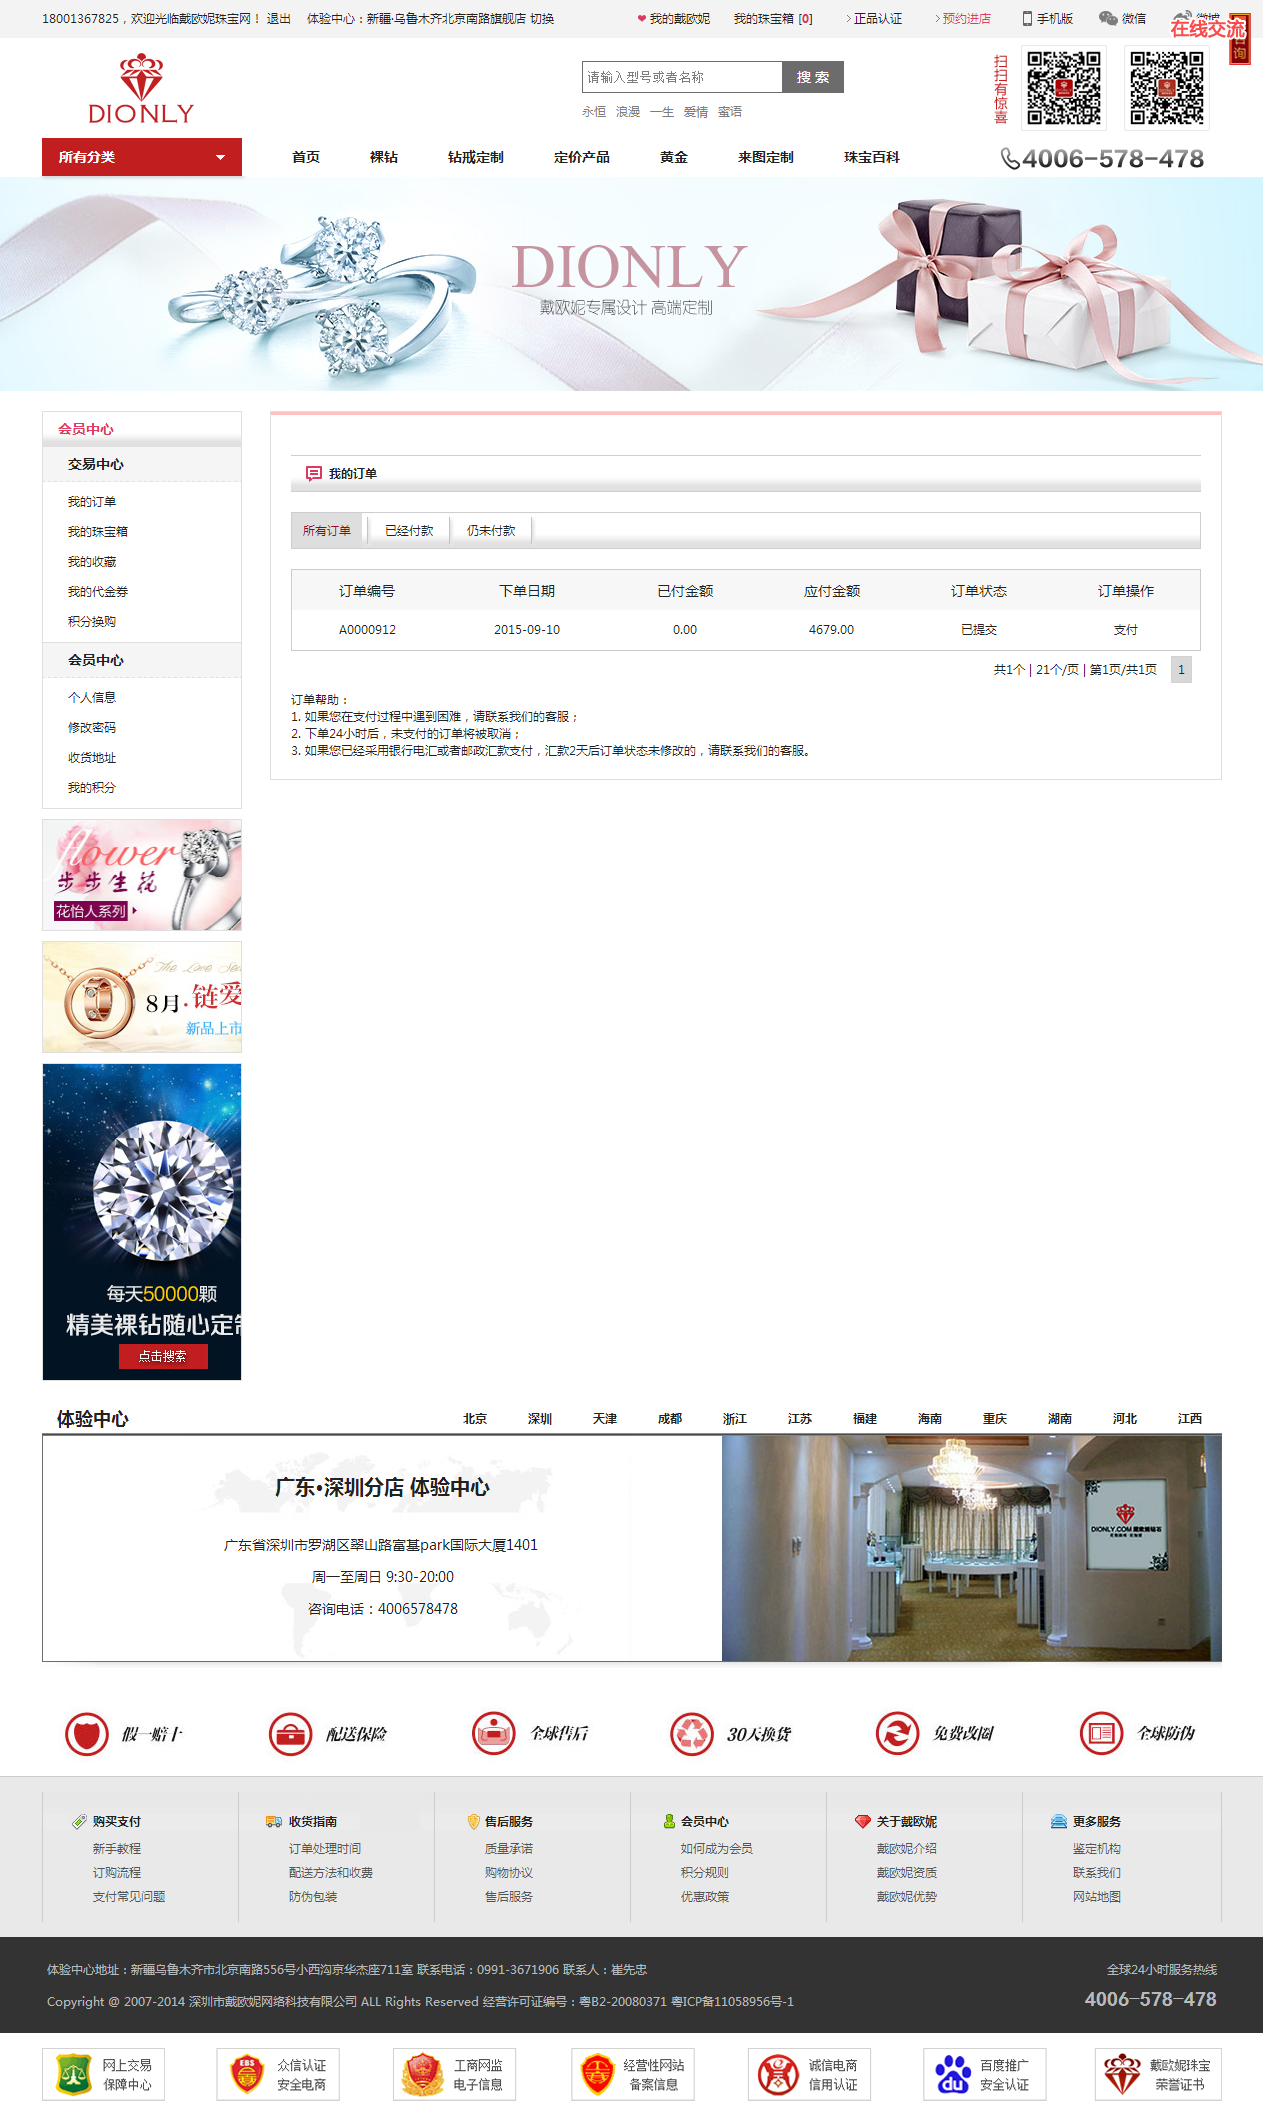 18001367825，欢迎光临戴欧妮珠宝网！ 退出 体验中心：新疆·乌鲁木齐北京南路旗舰店 切换
我的戴欧妮 我的珠宝箱 [0] 正品认证 预约进店 手机版 微信 微博
在线交流
咨询
DIONLY
请输入型号或者名称 搜 索
永恒 浪漫 一生 爱情 蜜语
扫扫有惊喜
所有分类 首页 裸钻 钻戒定制 定价产品 黄金 来图定制 珠宝百科
4006-578-478
DIONLY
戴欧妮专属设计 高端定制
会员中心
交易中心
我的订单
我的珠宝箱
我的收藏
我的代金券
积分换购
会员中心
个人信息
修改密码
收货地址
我的积分
我的订单
所有订单 已经付款 仍未付款
订单编号 下单日期 已付金额 应付金额 订单状态 订单操作
A0000912 2015-09-10 0.00 4679.00 已提交 支付
共1个 | 21个/页 | 第1页/共1页 1
订单帮助：
1. 如果您在支付过程中遇到困难，请联系我们的客服；
2. 下单24小时后，未支付的订单将被取消；
3. 如果您已经采用银行电汇或者邮政汇款支付，汇款2天后订单状态未修改的，请联系我们的客服。
flower
步步生花
花怡人系列
The Love Sec
8月·链爱
新品上市
每天50000颗
精美裸钻随心定制
点击搜索
体验中心 北京 深圳 天津 成都 浙江 江苏 福建 海南 重庆 湖南 河北 江西
广东•深圳分店 体验中心
广东省深圳市罗湖区翠山路富基park国际大厦1401
周一至周日 9:30-20:00
咨询电话：4006578478
DIONLY.COM 戴欧妮钻石
假一赔十 配送保险 全球售后 30天换货 免费改圈 全球防伪
购买支付 收货指南 售后服务 会员中心 关于戴欧妮 更多服务
新手教程 订单处理时间 质量承诺 如何成为会员 戴欧妮介绍 鉴定机构
订购流程 配送方法和收费 购物协议 积分规则 戴欧妮资质 联系我们
支付常见问题 防伪包装 售后服务 优惠政策 戴欧妮优势 网站地图
体验中心地址：新疆乌鲁木齐市北京南路556号小西沟京华杰座711室 联系电话：0991-3671906 联系人：崔先忠
全球24小时服务热线
Copyright @ 2007-2014 深圳市戴欧妮网络科技有限公司 ALL Rights Reserved 经营许可证编号：粤B2-20080371 粤ICP备11058956号-1
4006-578-478
网上交易 众信认证 工商网监 经营性网站 诚信电商 百度推广 戴欧妮珠宝
保障中心 安全电商 电子信息 备案信息 信用认证 安全认证 荣誉证书
EBS
du